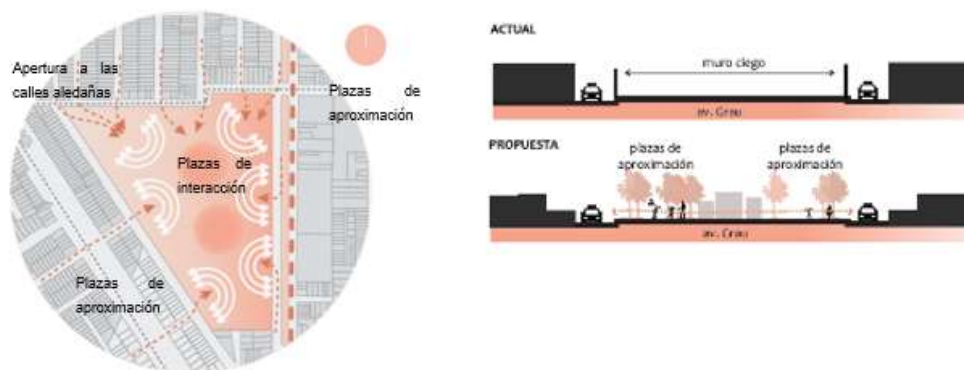 Apertura a las
calles aledañas
Plazas de
aproximación
Plazas de
interacción
Plazas de
aproximación
ACTUAL
muro ciego
av. Grau
PROPUESTA
plazas de
aproximación
plazas de
aproximación
av. Grau